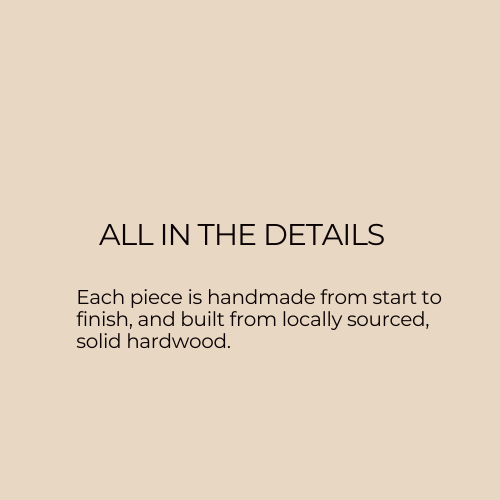 ALL IN THE DETAILS
Each piece is handmade from start to
finish, and built from locally sourced,
solid hardwood.